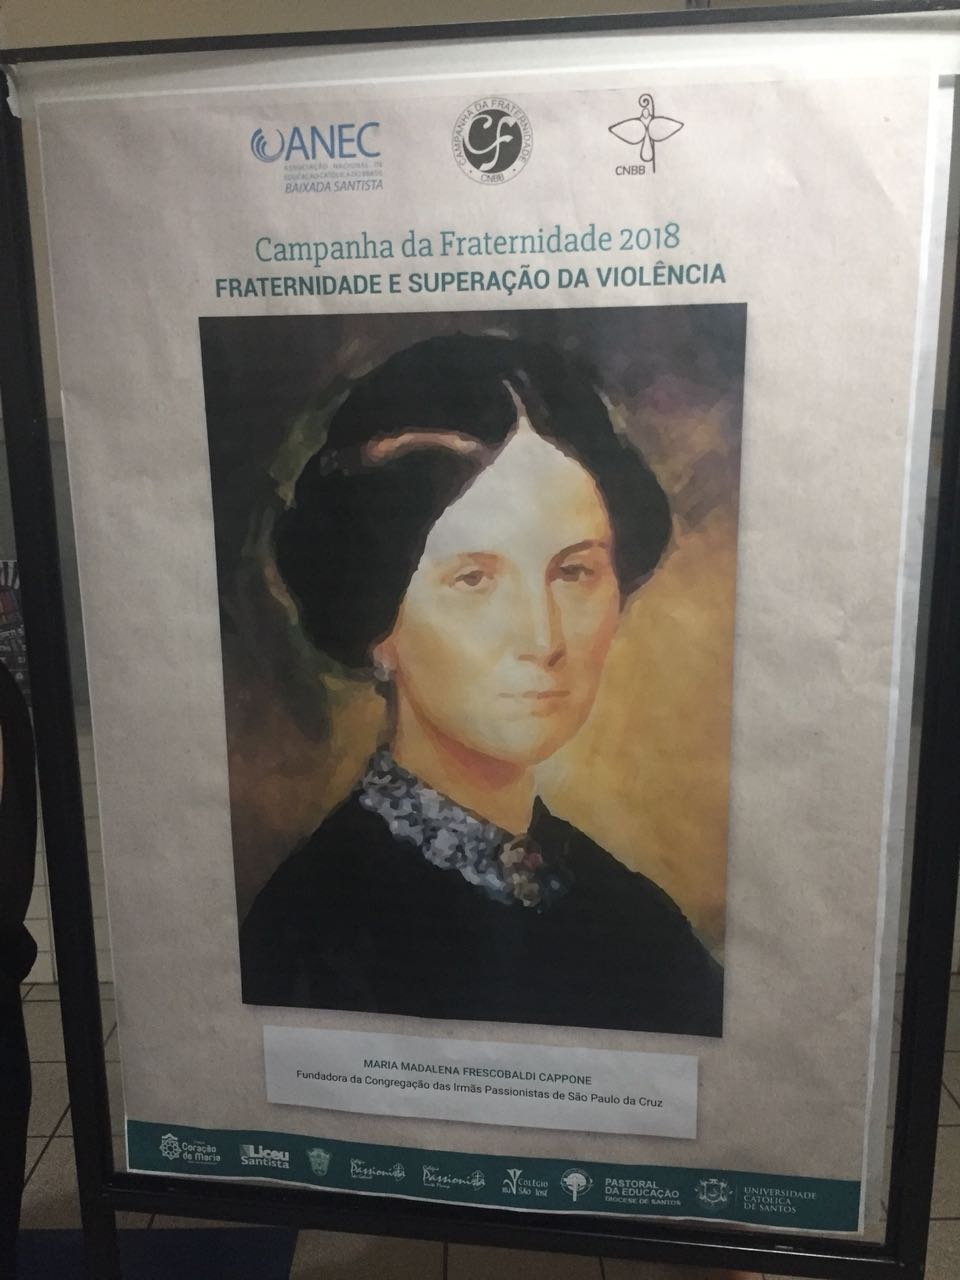 ANEC
ASSOCIAÇÃO NACIONAL DE
EDUCAÇÃO CATÓLICA DO BRASIL
BAIXADA SANTISTA
CAMPANHA DA FRATERNIDADE
CF
CNBB
CNBB
Campanha da Fraternidade 2018
FRATERNIDADE E SUPERAÇÃO DA VIOLÊNCIA
MARIA MADALENA FRESCOBALDI CAPPONE
Fundadora da Congregação das Irmãs Passionistas de São Paulo da Cruz
Coração
de Maria
Liceu
Santista
Passionista
Passionista
COLÉGIO
SÃO JOSÉ
PASTORAL
DA EDUCAÇÃO
DIOCESE DE SANTOS
UNIVERSIDADE
CATÓLICA
DE SANTOS